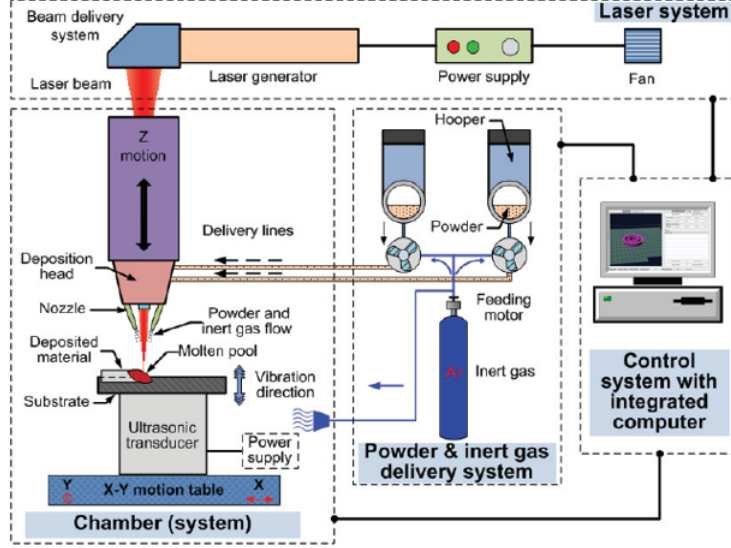 Laser system
Beam delivery
system
Laser beam
Laser generator
Power supply
Fan
Z
motion
Deposition
head
Nozzle
Delivery lines
Powder and
inert gas flow
Deposited
material
Molten pool
Substrate
Vibration
direction
Ultrasonic
transducer
Power
supply
Y
X-Y motion table
X
Chamber (system)
Hooper
Powder
Feeding
motor
Ar
Inert gas
Powder & inert gas
delivery system
Control
system with
integrated
computer